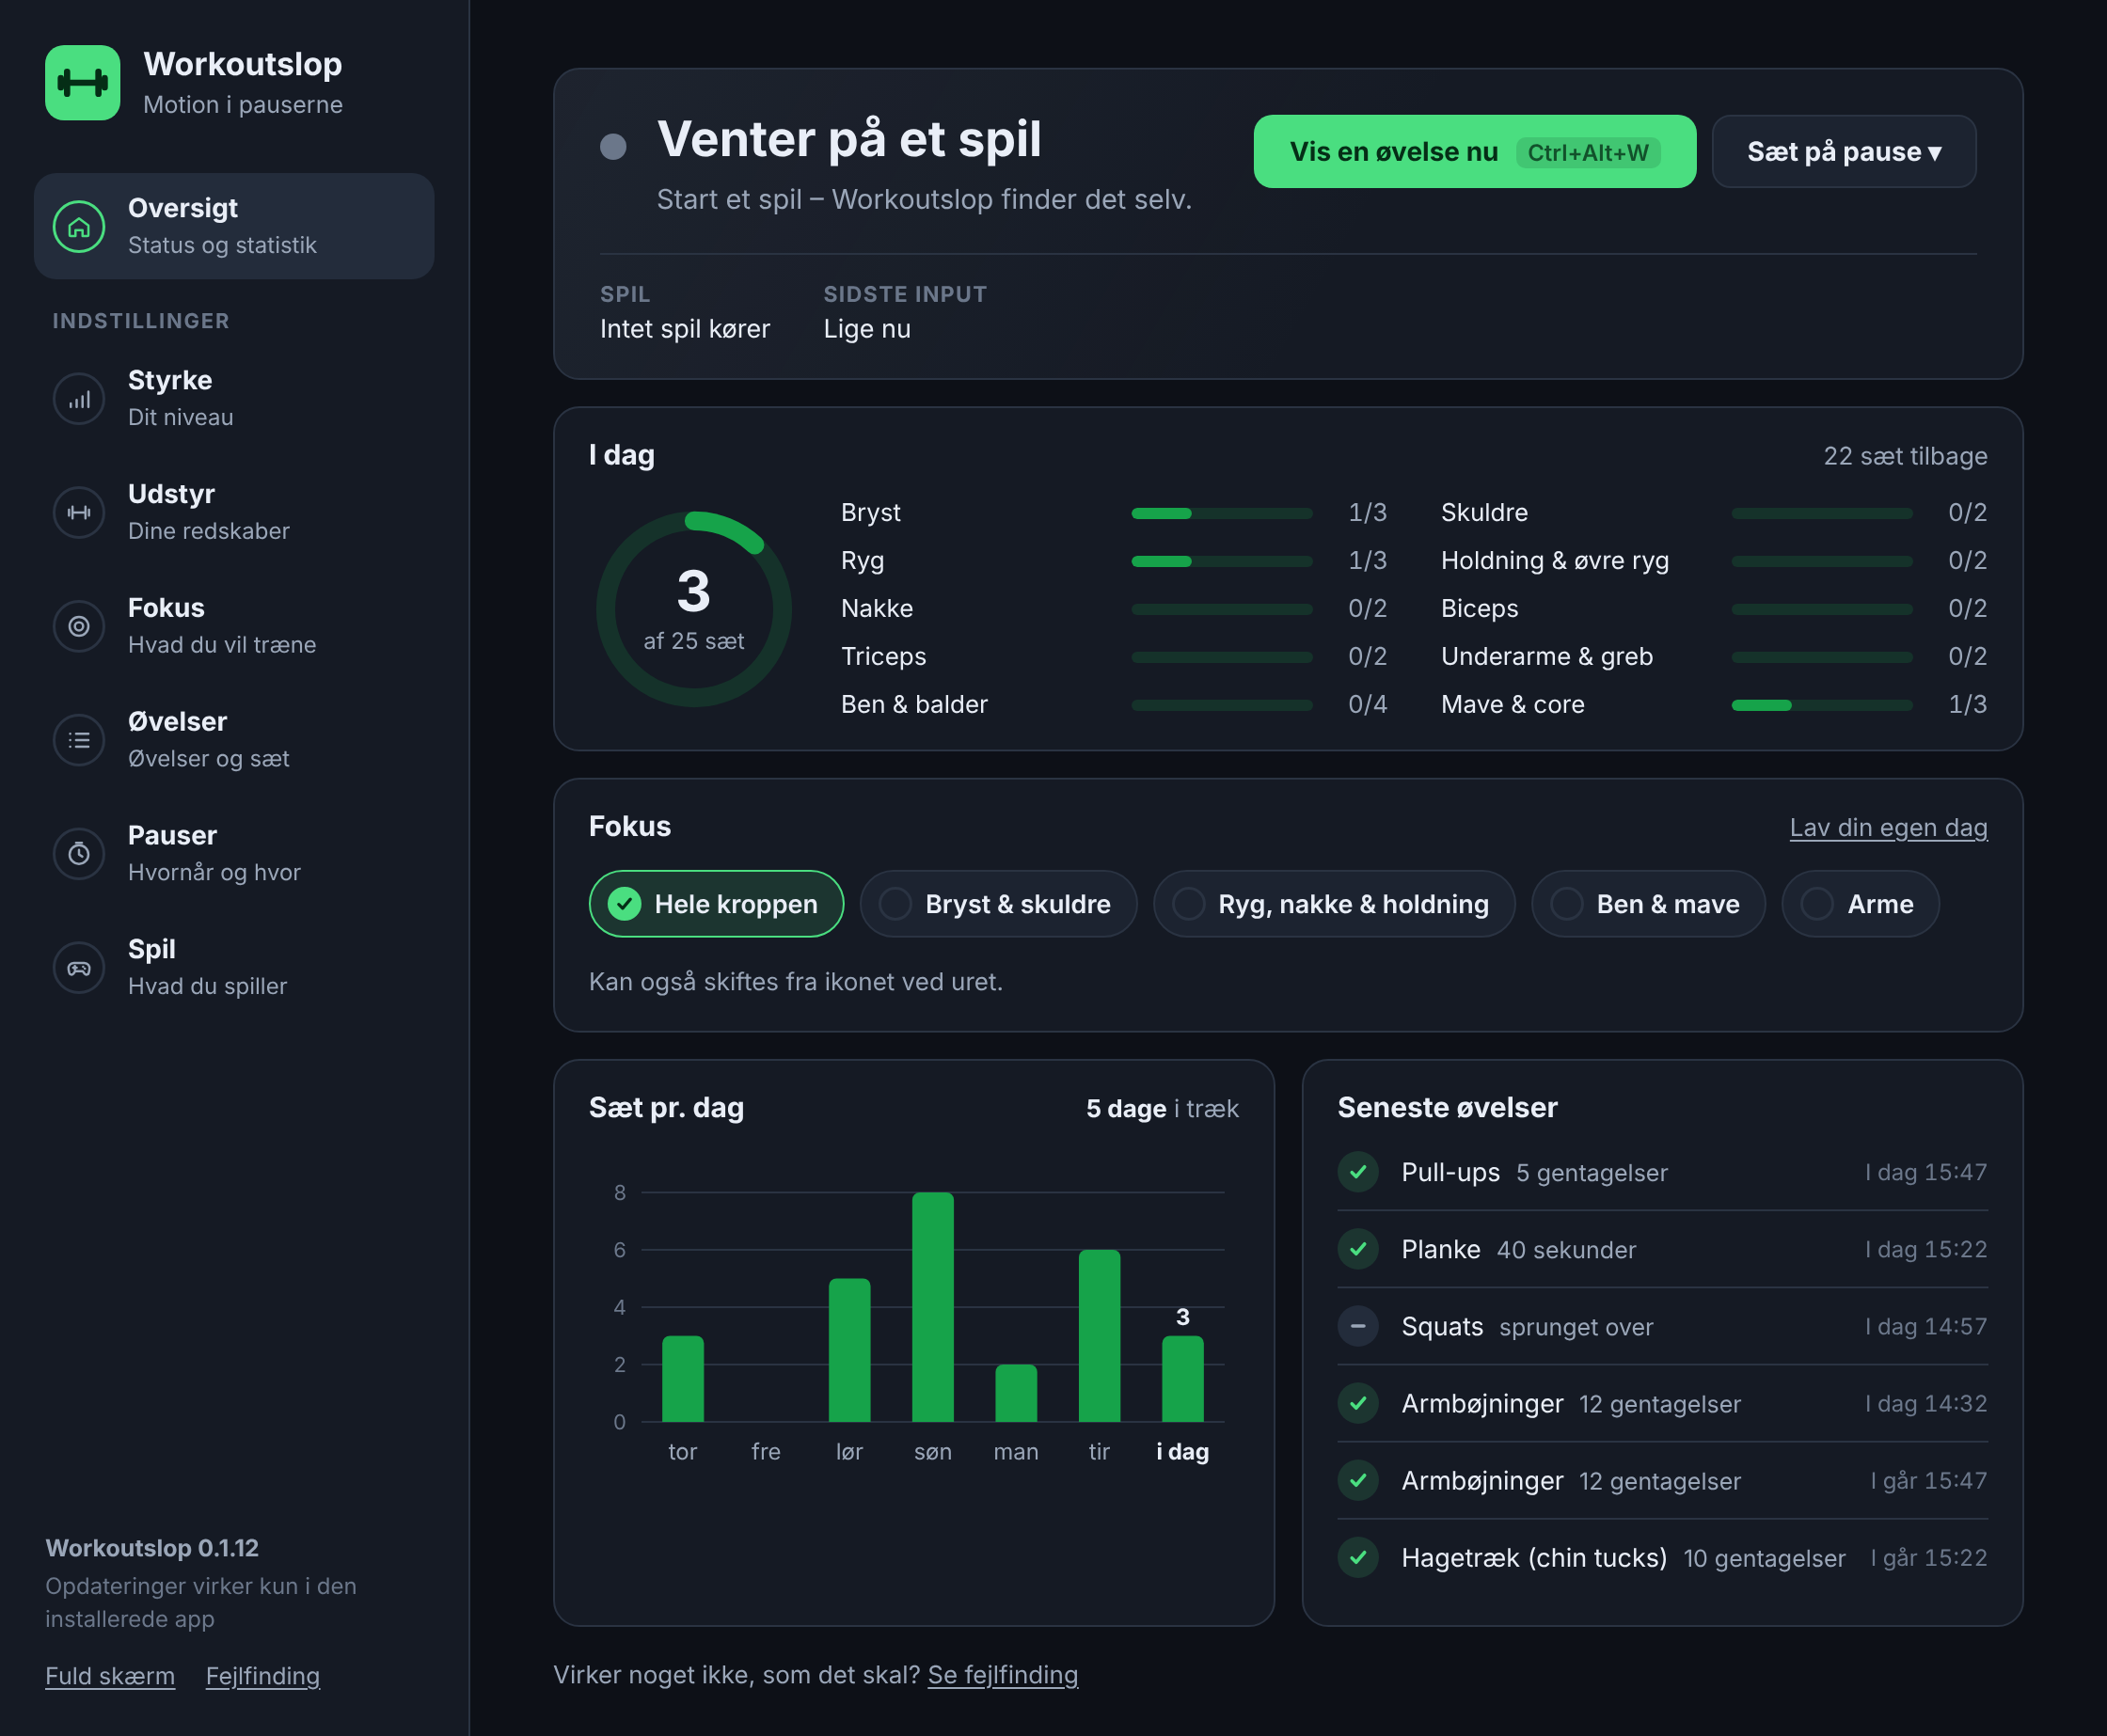 Workoutslop
Motion i pauserne
Oversigt
Status og statistik
INDSTILLINGER
Styrke
Dit niveau
Udstyr
Dine redskaber
Fokus
Hvad du vil træne
Øvelser
Øvelser og sæt
Pauser
Hvornår og hvor
Spil
Hvad du spiller
Workoutslop 0.1.12
Opdateringer virker kun i den
installerede app
Fuld skærm Fejlfinding
Venter på et spil
Start et spil – Workoutslop finder det selv.
Vis en øvelse nu Ctrl+Alt+W
Sæt på pause ▾
SPIL
Intet spil kører
SIDSTE INPUT
Lige nu
I dag
22 sæt tilbage
3
af 25 sæt
Bryst 1/3
Ryg 1/3
Nakke 0/2
Triceps 0/2
Ben & balder 0/4
Skuldre 0/2
Holdning & øvre ryg 0/2
Biceps 0/2
Underarme & greb 0/2
Mave & core 1/3
Fokus
Lav din egen dag
Hele kroppen
Bryst & skuldre
Ryg, nakke & holdning
Ben & mave
Arme
Kan også skiftes fra ikonet ved uret.
Sæt pr. dag
5 dage i træk
8
6
4
2
0
3
tor fre lør søn man tir i dag
Seneste øvelser
Pull-ups 5 gentagelser I dag 15:47
Planke 40 sekunder I dag 15:22
Squats sprunget over I dag 14:57
Armbøjninger 12 gentagelser I dag 14:32
Armbøjninger 12 gentagelser I går 15:47
Hagetræk (chin tucks) 10 gentagelser I går 15:22
Virker noget ikke, som det skal? Se fejlfinding